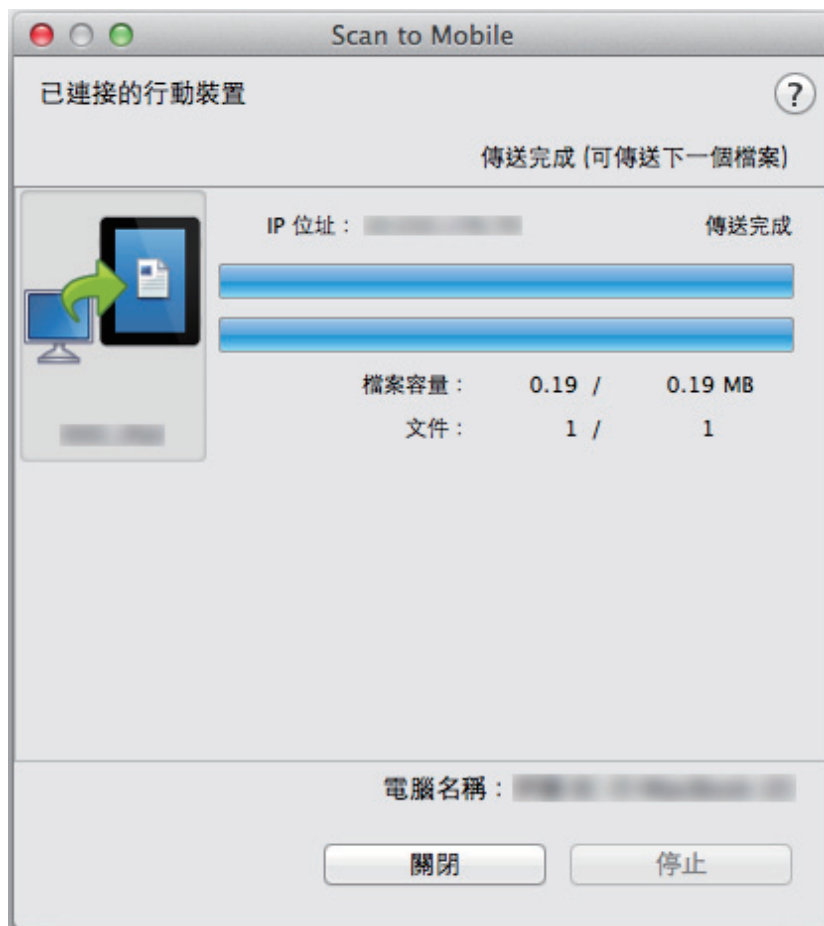 Scan to Mobile
已連接的行動裝置
?
傳送完成 (可傳送下一個檔案)
IP 位址： 傳送完成
檔案容量： 0.19 / 0.19 MB
文件： 1 / 1
電腦名稱：
關閉 停止